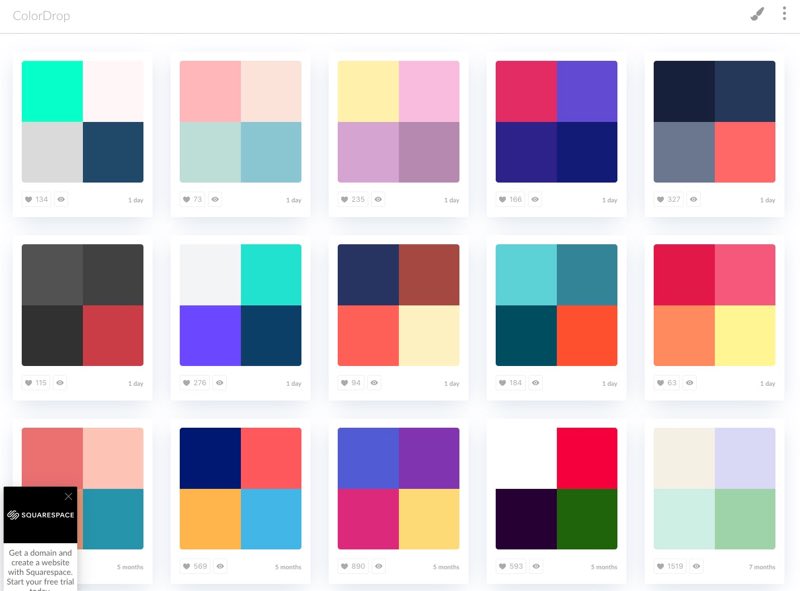 ColorDrop
134 1 day
73 1 day
235 1 day
166 1 day
327 1 day
115 1 day
276 1 day
94 1 day
184 1 day
63 1 day
SQUARESPACE
Get a domain and
create a website
with Squarespace.
Start your free trial
today.
5 months
569 5 months
890 5 months
593 5 months
1519 7 months